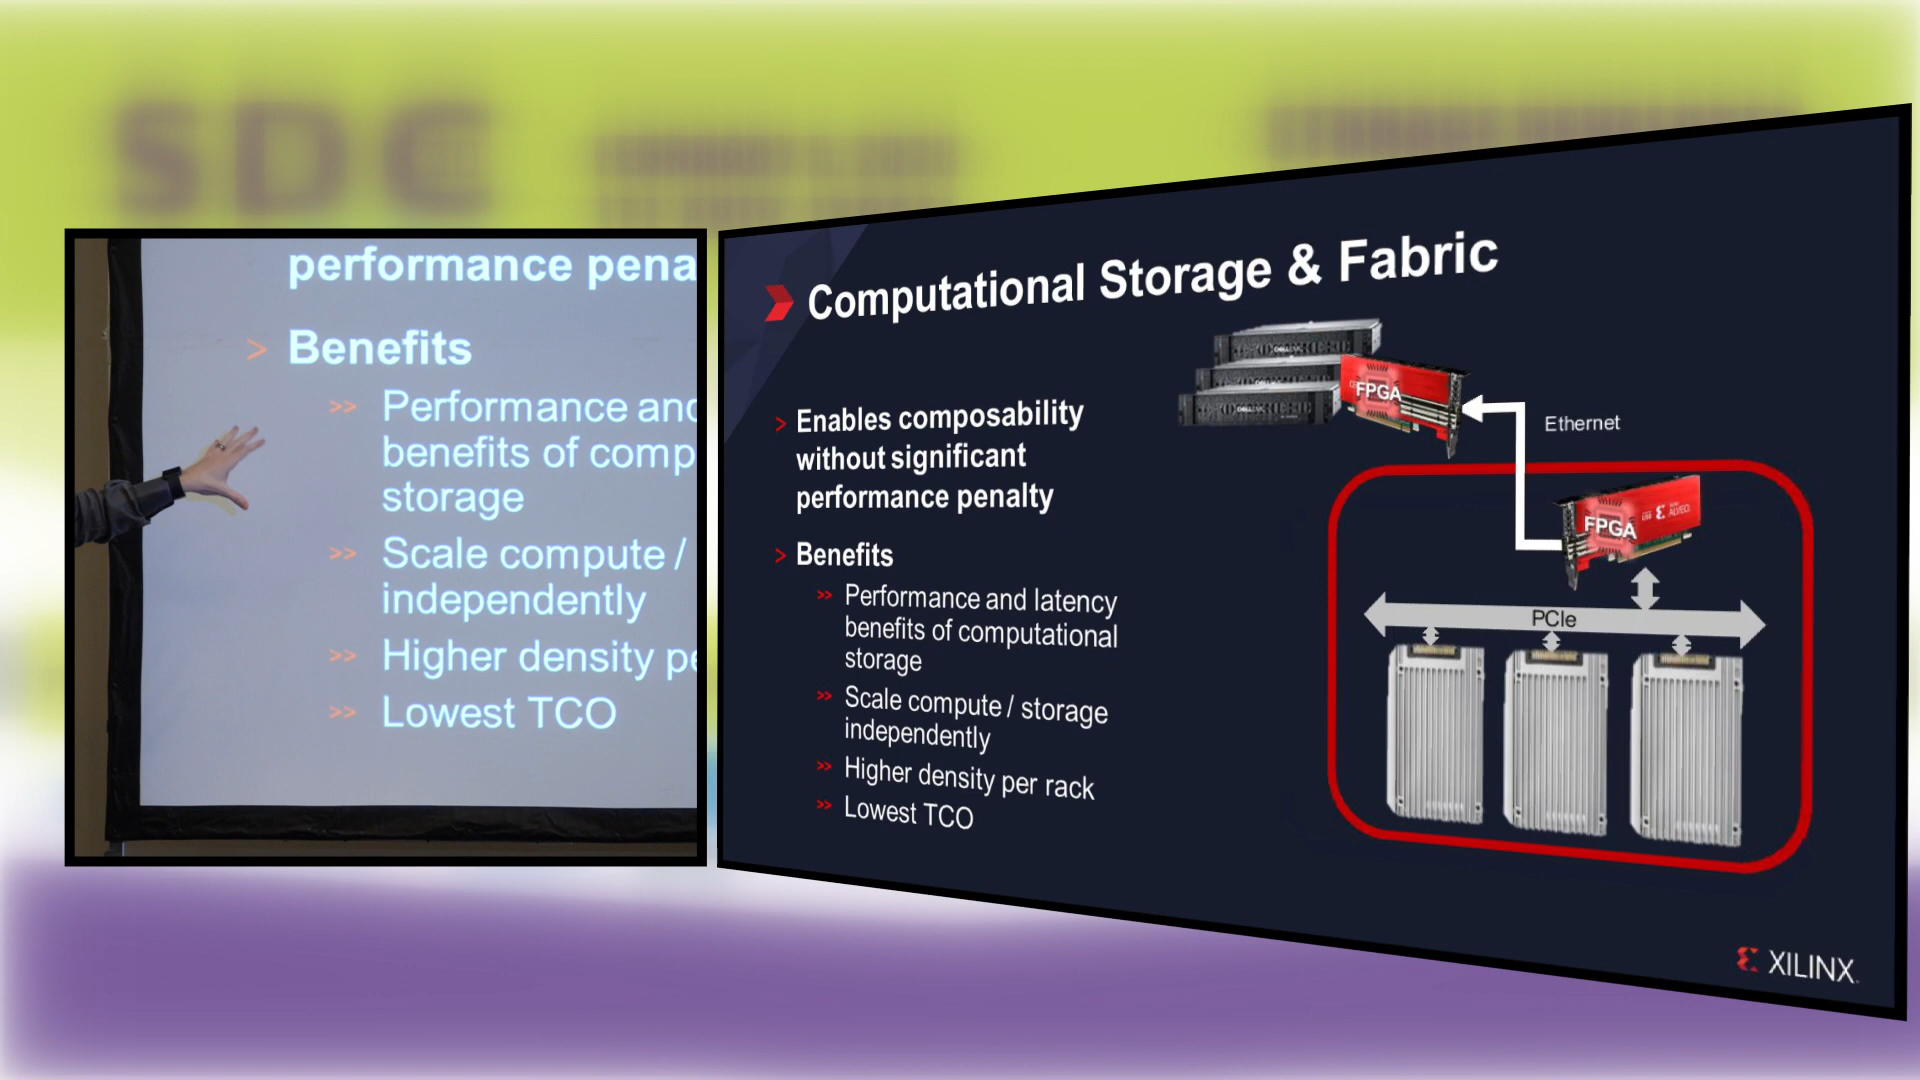 SDC
performance pena
> Benefits
>> Performance and
benefits of comp
storage
>> Scale compute /
independently
>> Higher density pe
>> Lowest TCO
Computational Storage & Fabric
> Enables composability
without significant
performance penalty
> Benefits
>> Performance and latency
benefits of computational
storage
>> Scale compute / storage
independently
>> Higher density per rack
>> Lowest TCO
FPGA
Ethernet
FPGA
ALVEO
PCIe
XILINX